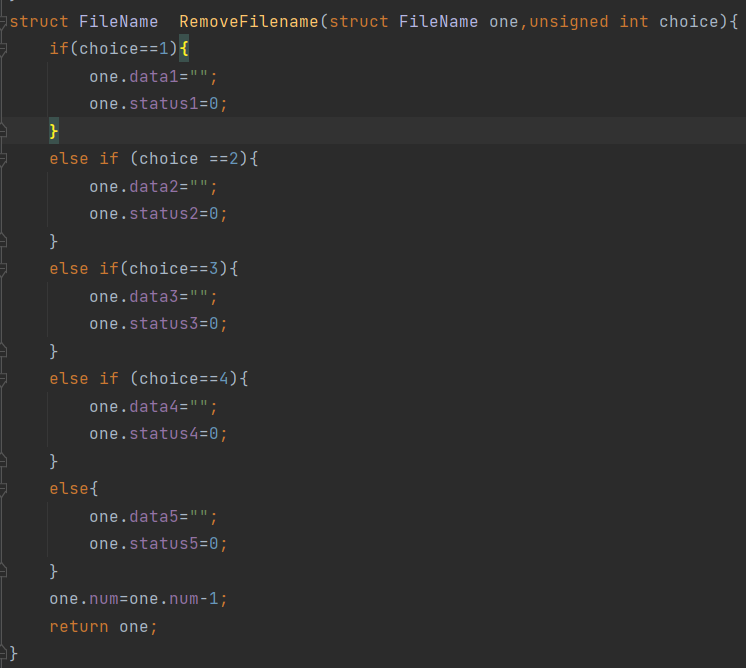 struct FileName  RemoveFilename(struct FileName one,unsigned int choice){
    if(choice==1){
        one.data1="";
        one.status1=0;
    }
    else if (choice ==2){
        one.data2="";
        one.status2=0;
    }
    else if(choice==3){
        one.data3="";
        one.status3=0;
    }
    else if (choice==4){
        one.data4="";
        one.status4=0;
    }
    else{
        one.data5="";
        one.status5=0;
    }
    one.num=one.num-1;
    return one;
}